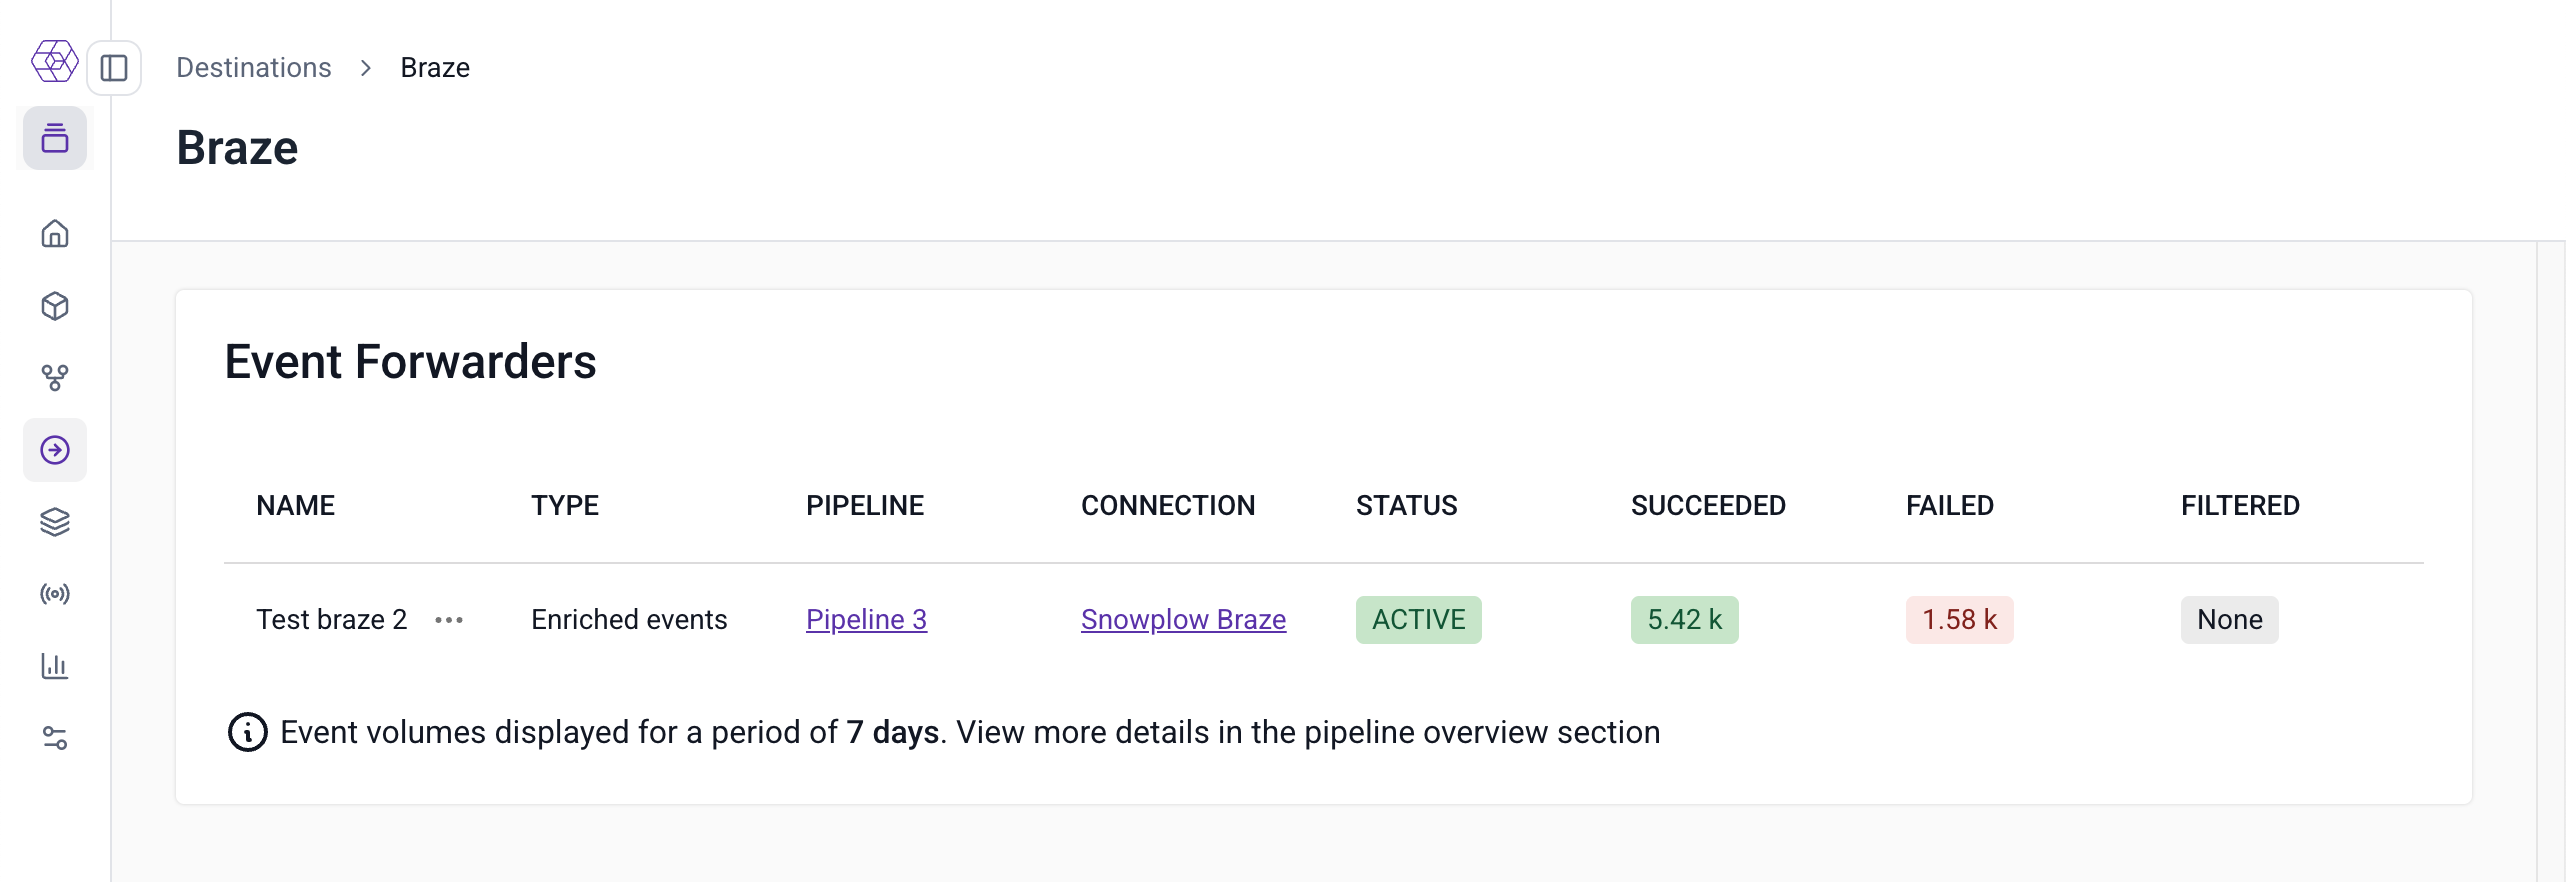 Destinations > Braze
Braze
Event Forwarders
NAME TYPE PIPELINE CONNECTION STATUS SUCCEEDED FAILED FILTERED
Test braze 2 ••• Enriched events Pipeline 3 Snowplow Braze ACTIVE 5.42 k 1.58 k None
Event volumes displayed for a period of 7 days. View more details in the pipeline overview section